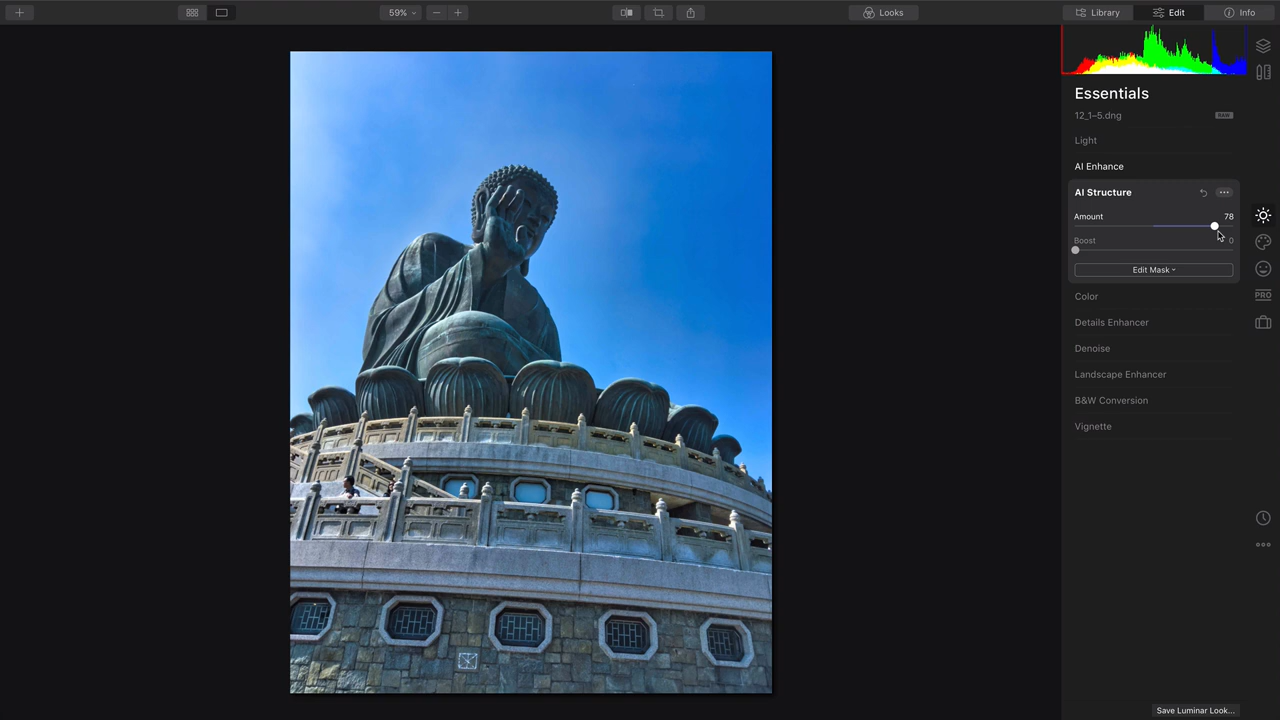 59%
Looks
Library
Edit
Info
Essentials
12_1–5.dng
RAW
Light
AI Enhance
AI Structure
Amount 78
Boost 0
Edit Mask
Color
Details Enhancer
Denoise
Landscape Enhancer
B&W Conversion
Vignette
PRO
Save Luminar Look...